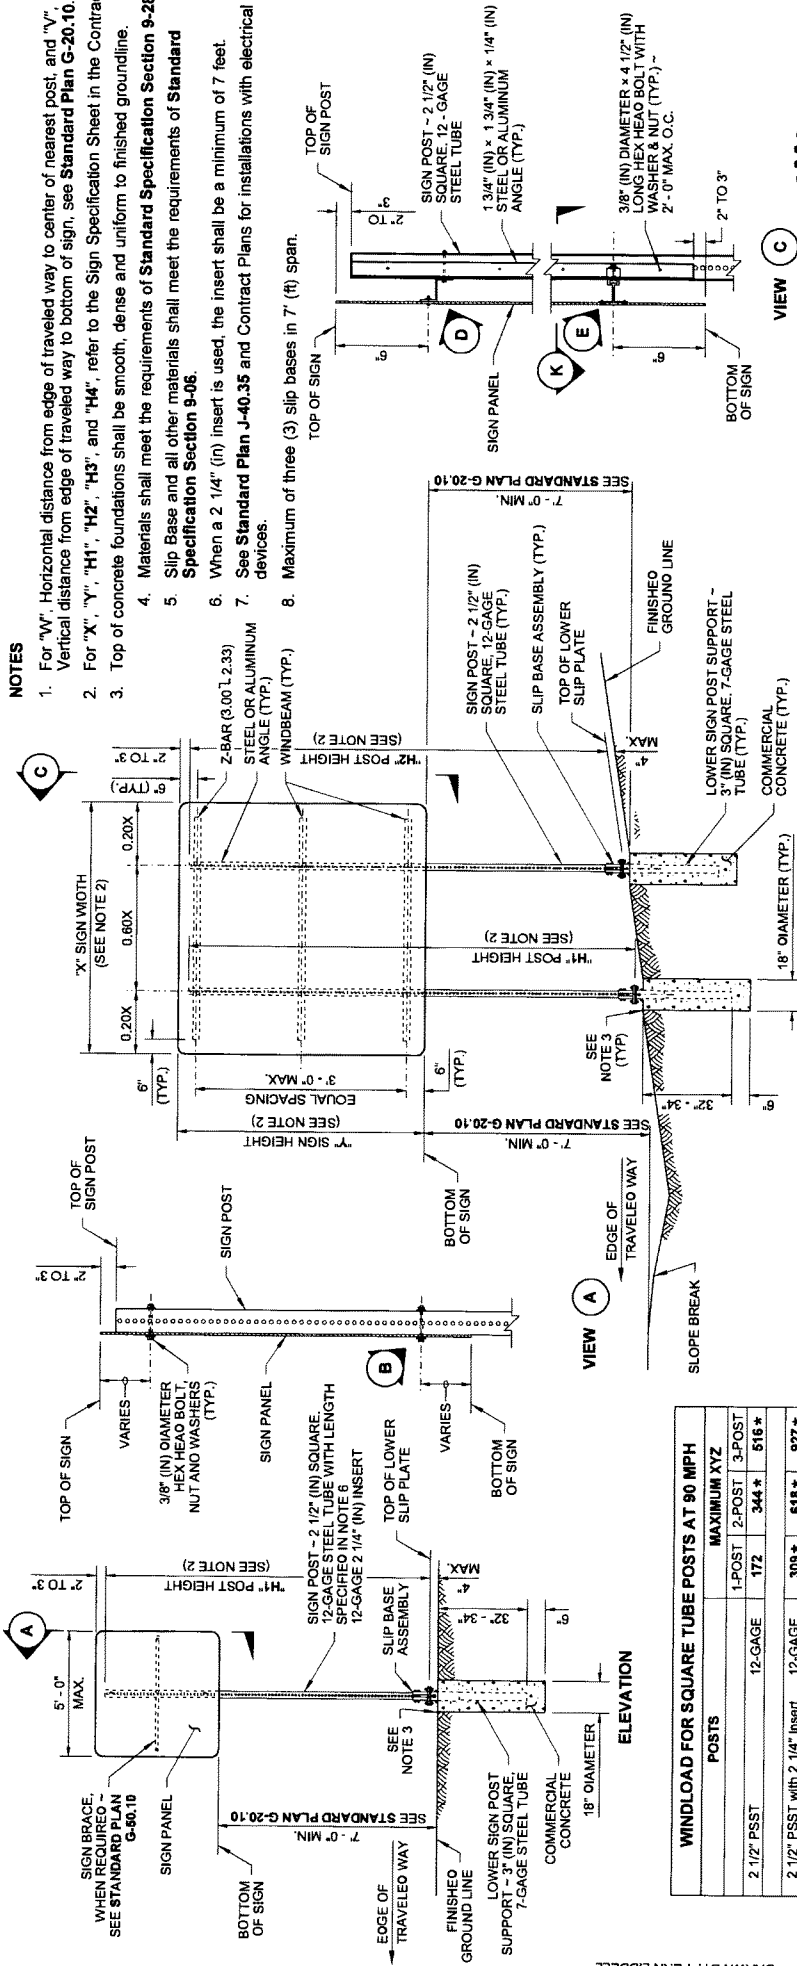 NOTES
1. For "W", Horizontal distance from edge of traveled way to center of nearest post, and "V",
Vertical distance from edge of traveled way to bottom of sign, see Standard Plan G-20.10.
2. For "X", "Y", "H1", "H2", "H3", and "H4", refer to the Sign Specification Sheet in the
3. Top of concrete foundations shall be smooth, dense and uniform to finished groundline.
4. Materials shall meet the requirements of Standard Specification Section
5. Slip Base and all other materials shall meet the requirements of Standard
Specification Section 9-06.
6. When a 2 1/4" (in) insert is used, the insert shall be a minimum of 7 feet.
7. See Standard Plan J-40.35 and Contract Plans for installations with electrical
devices.
8. Maximum of three (3) slip bases in 7' (ft) span.
A
5' - 0"
MAX.
2" TO 3"
SIGN BRACE,
WHEN REQUIRED ~
SEE STANDARD PLAN
G-50.10
SIGN PANEL
BOTTOM
OF SIGN
"H1" POST HEIGHT
(SEE NOTE 2)
SIGN POST ~ 2 1/2" (IN) SQUARE,
12-GAGE STEEL TUBE WITH LENGTH
SPECIFIED IN NOTE 6
12-GAGE 2 1/4" (IN) INSERT
7' - 0" MIN.
SEE STANDARD PLAN G-20.10
EDGE OF
TRAVELED WAY
SEE
NOTE 3
SLIP BASE
ASSEMBLY
TOP OF LOWER
SLIP PLATE
4"
MAX.
32" - 34"
6"
FINISHED
GROUND LINE
LOWER SIGN POST
SUPPORT ~ 3" (IN) SQUARE,
7-GAGE STEEL TUBE
COMMERCIAL
CONCRETE
18" DIAMETER
ELEVATION
TOP OF SIGN
TOP OF
SIGN POST
2" TO 3"
VARIES
3/8" (IN) DIAMETER
HEX HEAD BOLT,
NUT AND WASHERS
(TYP.)
SIGN POST
SIGN PANEL
B
VARIES
BOTTOM
OF SIGN
C
"X" SIGN WIDTH
(SEE NOTE 2)
0.20X
0.60X
0.20X
6"
(TYP.)
6" (TYP.)
2" TO 3"
Z-BAR (3.00 2.33)
STEEL OR ALUMINUM
ANGLE (TYP.)
WINDBEAM (TYP.)
"Y" SIGN HEIGHT
(SEE NOTE 2)
EQUAL SPACING
3' - 0" MAX.
"H1" POST HEIGHT
(SEE NOTE 2)
"H2" POST HEIGHT
(SEE NOTE 2)
6"
(TYP.)
BOTTOM
OF SIGN
7' - 0" MIN.
SEE STANDARD PLAN G-20.10
SIGN POST ~ 2 1/2" (IN)
SQUARE, 12-GAGE
STEEL TUBE (TYP.)
SLIP BASE ASSEMBLY (TYP.)
TOP OF LOWER
SLIP PLATE
7' - 0" MIN.
SEE STANDARD PLAN G-20.10
FINISHED
GROUND LINE
4"
MAX.
SEE
NOTE 3
(TYP)
EDGE OF
TRAVELED WAY
SLOPE BREAK
32" - 34"
6"
LOWER SIGN POST SUPPORT ~
3" (IN) SQUARE, 7-GAGE STEEL
TUBE (TYP.)
COMMERCIAL
CONCRETE (TYP.)
18" DIAMETER (TYP.)
VIEW A
TOP OF
SIGN POST
2" TO
3"
TOP OF SIGN
6"
SIGN POST ~ 2 1/2" (IN)
SQUARE, 12 - GAGE
STEEL TUBE
D
1 3/4" (IN) × 1 3/4" (IN) × 1/4" (IN)
STEEL OR ALUMINUM
ANGLE (TYP.)
SIGN PANEL
K
E
3/8" (IN) DIAMETER × 4 1/2" (IN)
LONG HEX HEAD BOLT WITH
WASHER & NUT (TYP.) ~
2' - 0" MAX. O.C.
6"
2" TO 3"
BOTTOM
OF SIGN
VIEW C
WINDLOAD FOR SQUARE TUBE POSTS AT 90 MPH
POSTS MAXIMUM XYZ
1-POST 2-POST 3-POST
2 1/2" PSST 12-GAGE 172 344★ 516★
2 1/2" PSST with 2 1/4" Insert 12-GAGE 309★ 618★ 927★